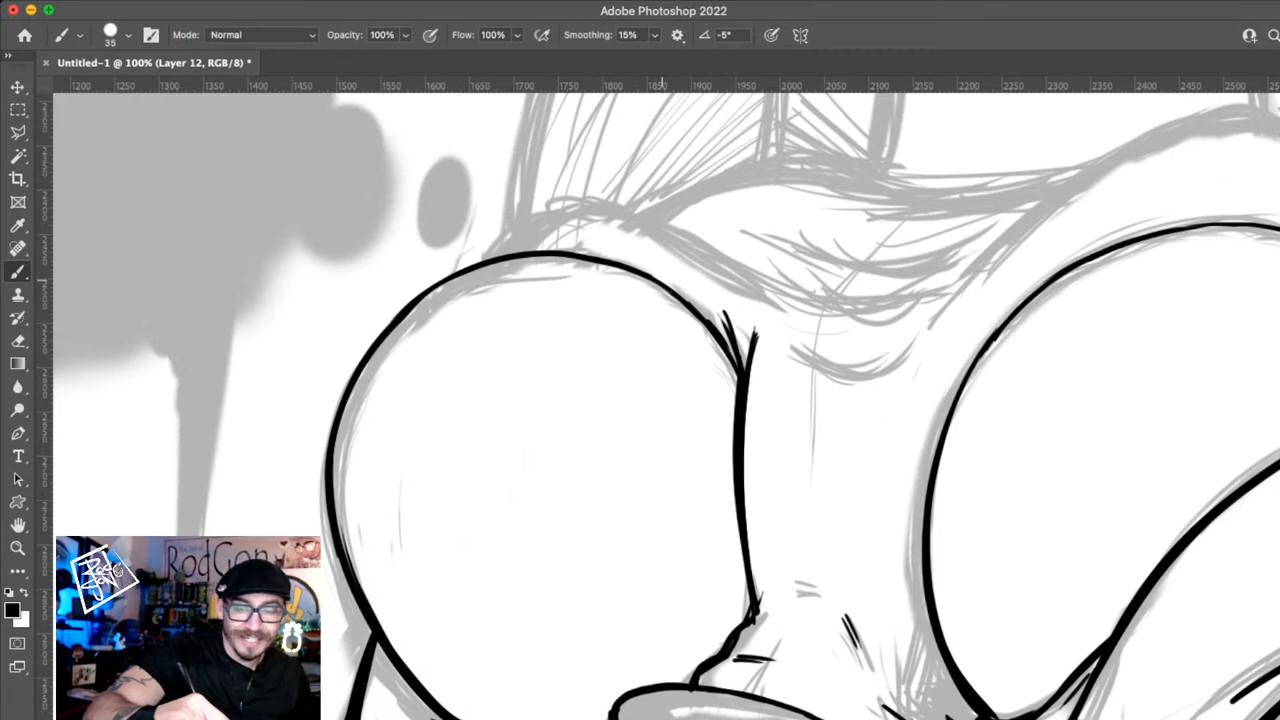 Adobe Photoshop 2022
35
Mode: Normal
Opacity: 100%
Flow: 100%
Smoothing: 15%
-5°
Untitled-1 @ 100% (Layer 12, RGB/8) *
1200 1250 1300 1350 1400 1450 1500 1550 1600 1650 1700 1750 1800 1850 1900 1950 2000 2050 2100 2150 2200 2250 2300 2350 2400 2450 2500
RodGon